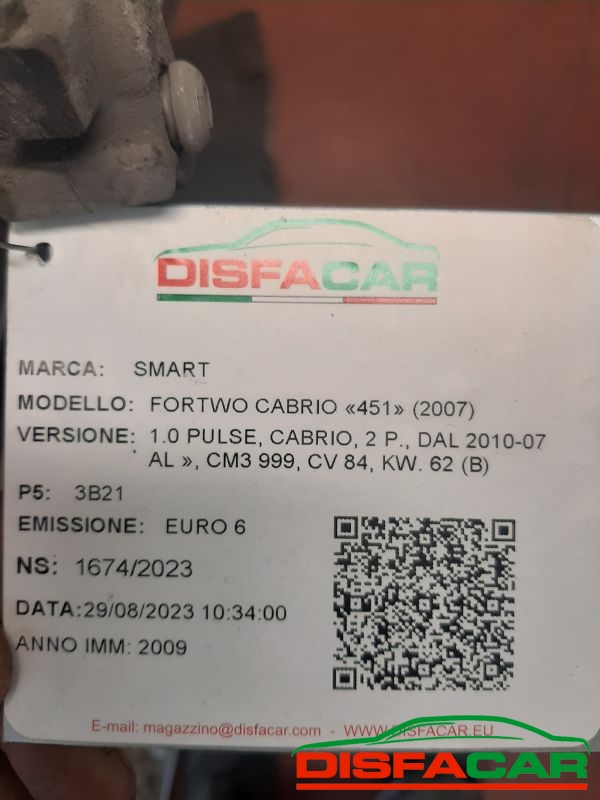 DISFACAR
MARCA: SMART
MODELLO: FORTWO CABRIO «451» (2007)
VERSIONE: 1.0 PULSE, CABRIO, 2 P., DAL 2010-07
AL », CM3 999, CV 84, KW. 62 (B)
P5: 3B21
EMISSIONE: EURO 6
NS: 1674/2023
DATA:29/08/2023 10:34:00
ANNO IMM: 2009
E-mail: magazzino@disfacar.com - WWW.DISFACAR.EU
DISFACAR